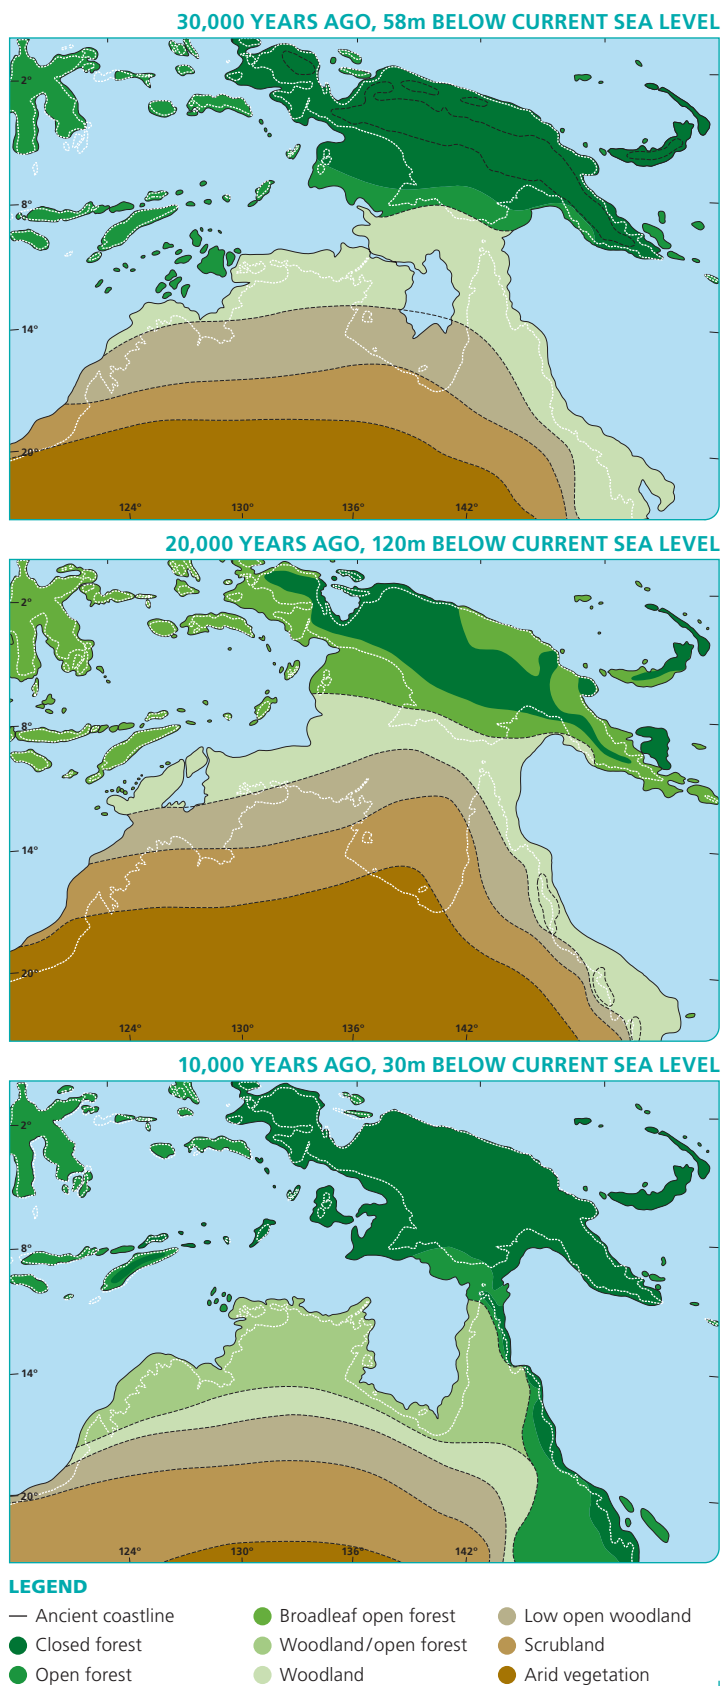 30,000 YEARS AGO, 58m BELOW CURRENT SEA LEVEL
2°
8°
14°
20°
124° 130° 136° 142°
20,000 YEARS AGO, 120m BELOW CURRENT SEA LEVEL
2°
8°
14°
20°
124° 130° 136° 142°
10,000 YEARS AGO, 30m BELOW CURRENT SEA LEVEL
2°
8°
14°
20°
124° 130° 136° 142°
LEGEND
Ancient coastline Broadleaf open forest Low open woodland
Closed forest Woodland/open forest Scrubland
Open forest Woodland Arid vegetation